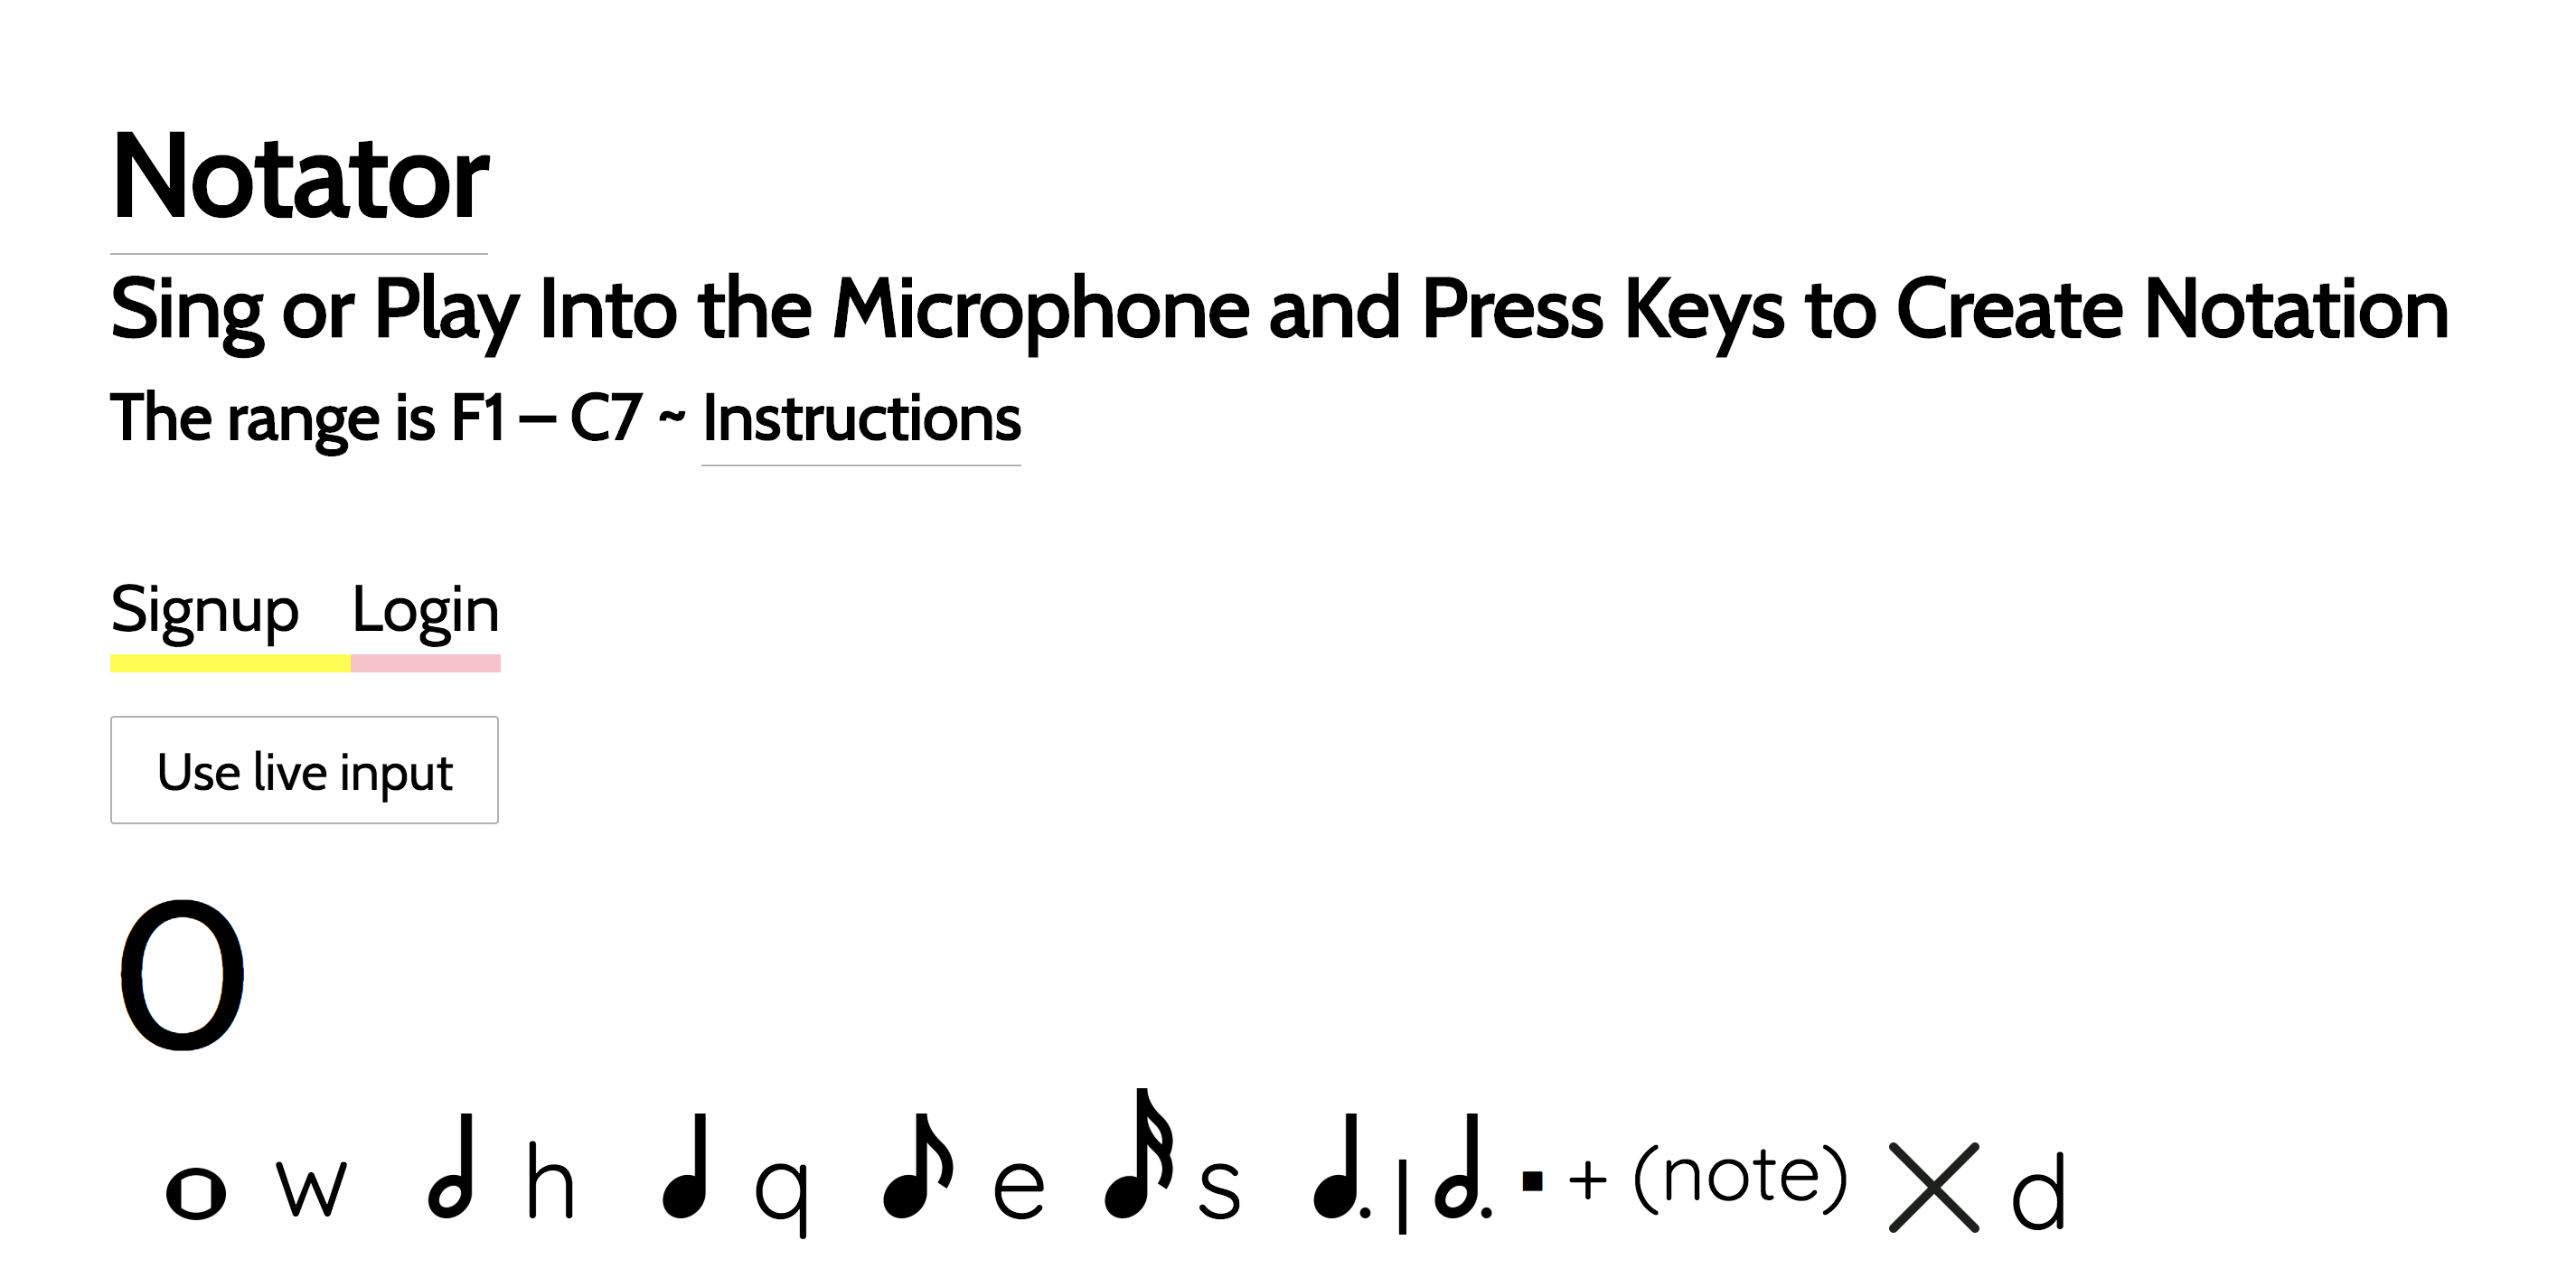 Notator
Sing or Play Into the Microphone and Press Keys to Create Notation
The range is F1 – C7 ~ Instructions
Signup Login
Use live input
0
𝅝 w 𝅗𝅥 h ♩ q ♪ e 𝅘𝅥𝅯 s ♩. | 𝅗𝅥. ▪ + (note) ✕ d